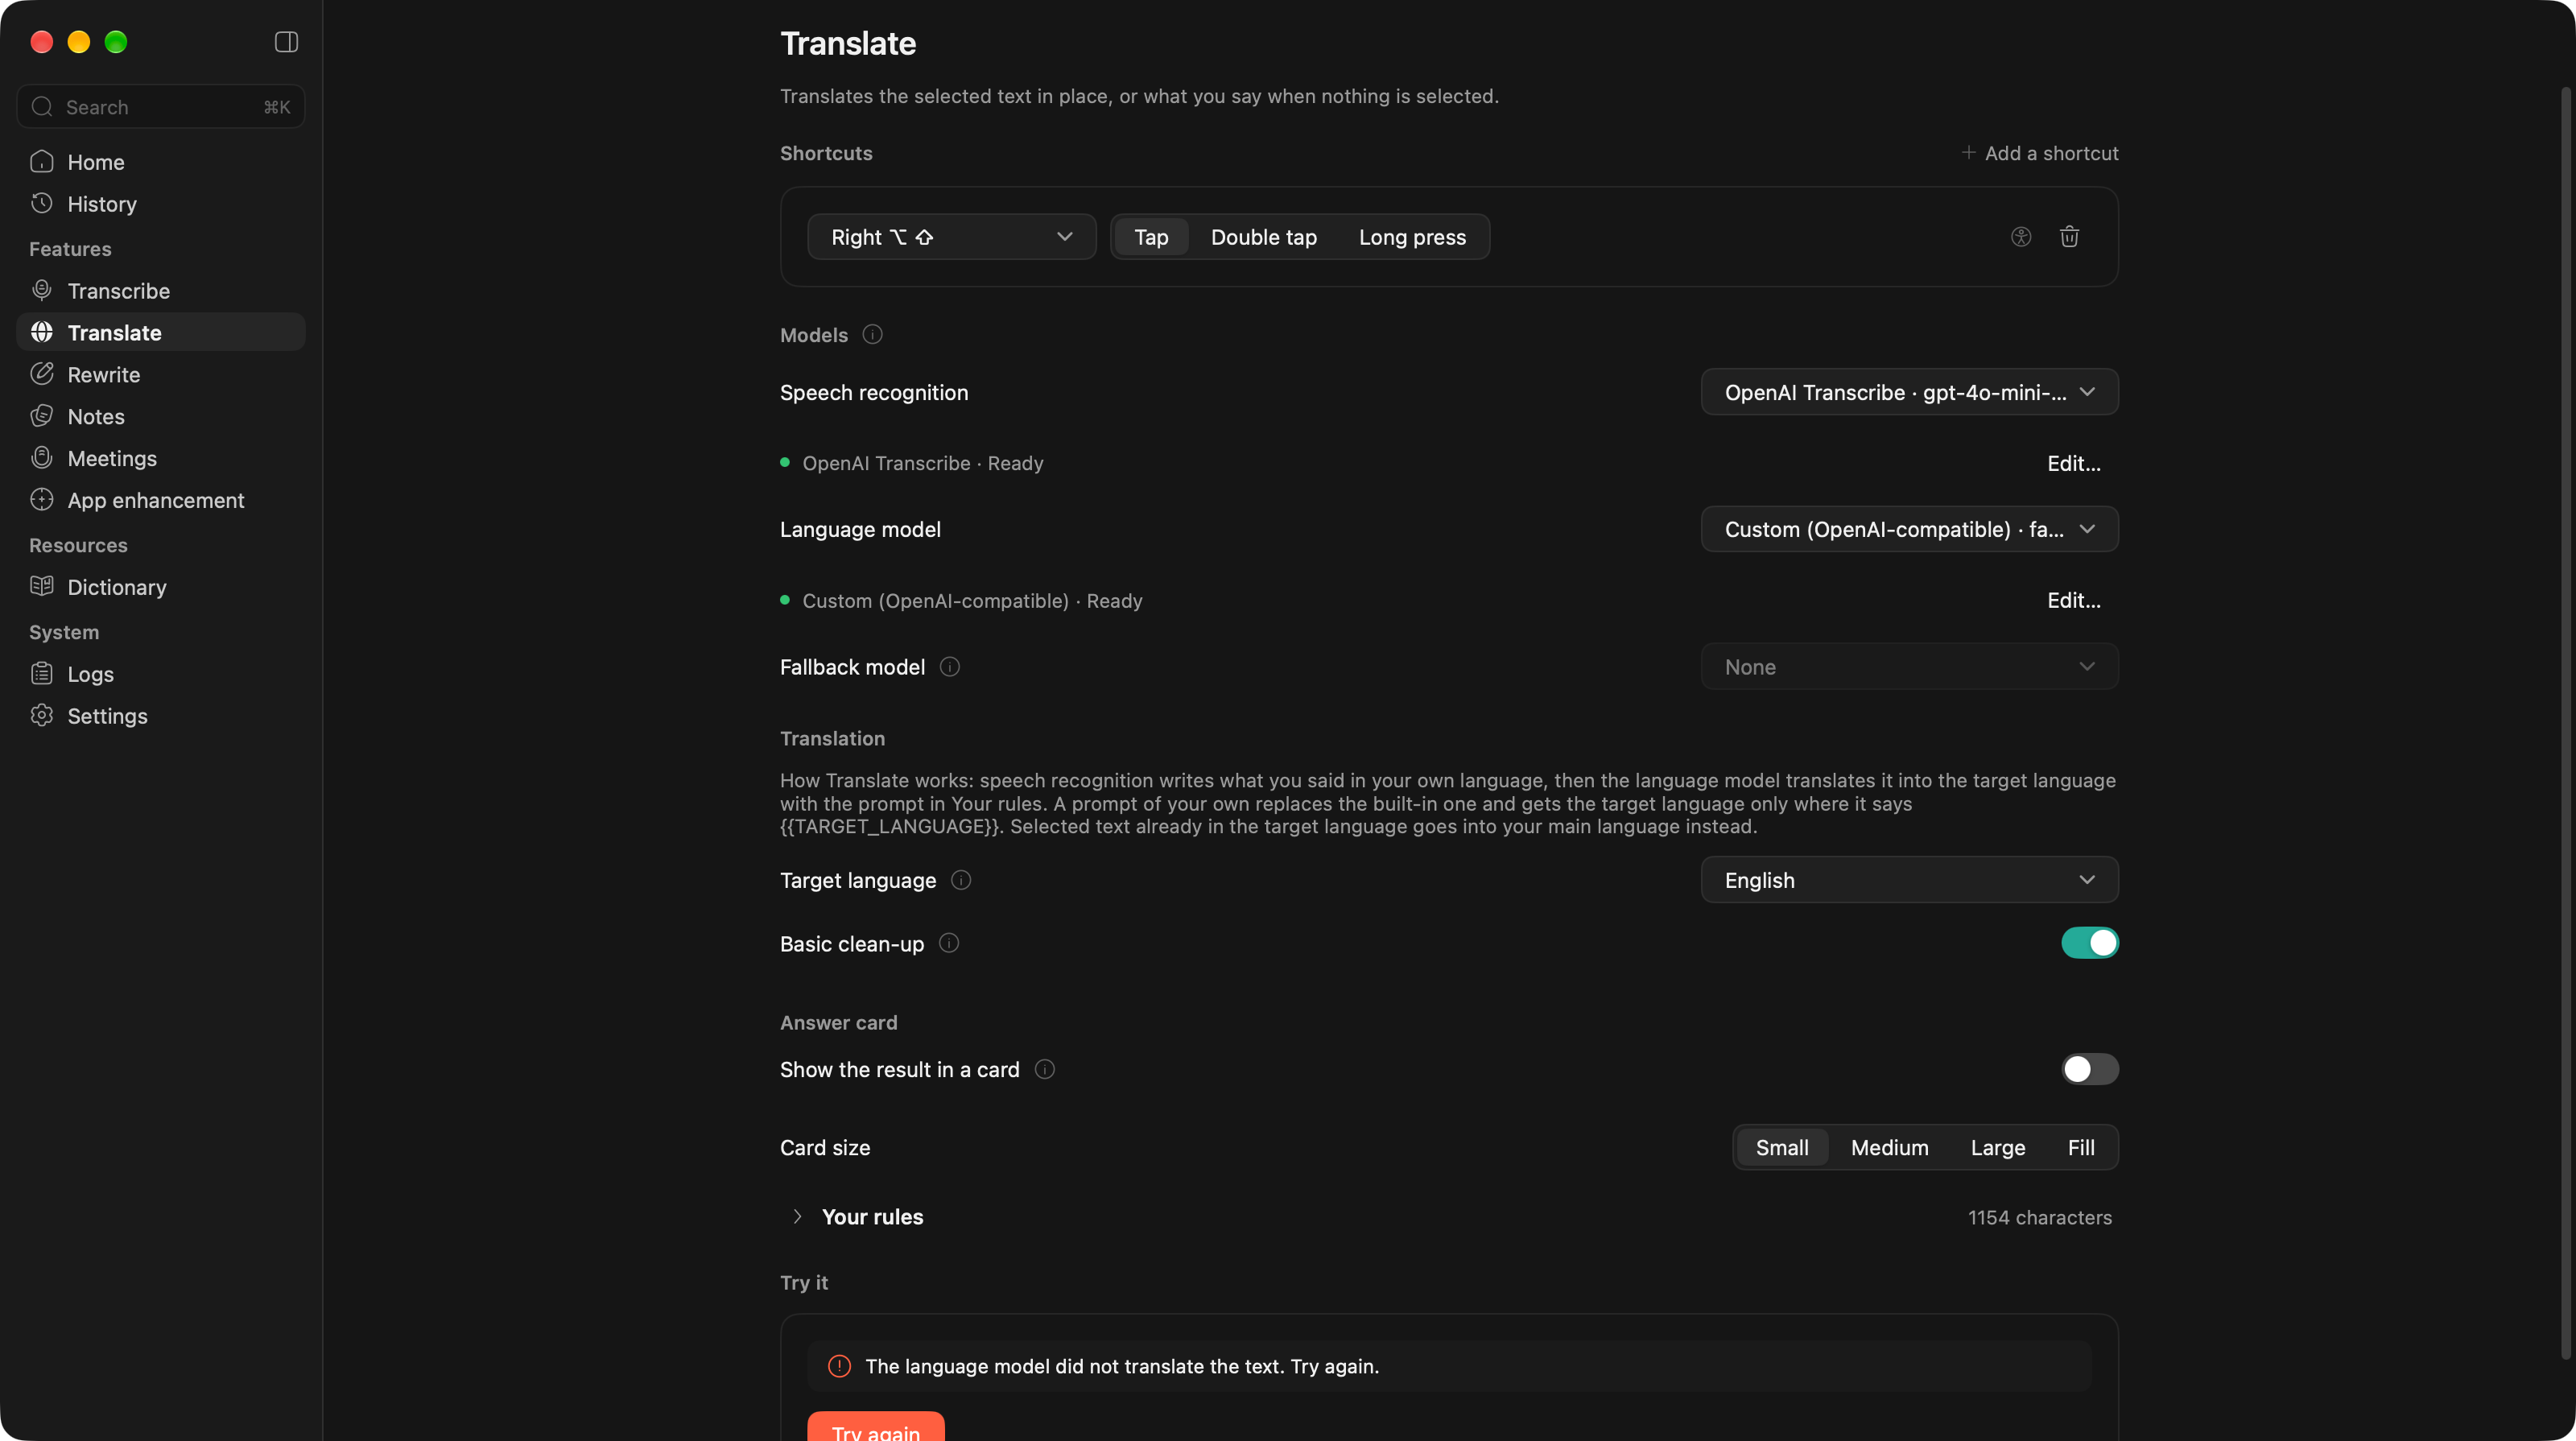 Search ⌘K
Home
History
Features
Transcribe
Translate
Rewrite
Notes
Meetings
App enhancement
Resources
Dictionary
System
Logs
Settings
Translate
Translates the selected text in place, or what you say when nothing is selected.
Shortcuts + Add a shortcut
Right ⌥ ⇧ Tap Double tap Long press
Models
Speech recognition OpenAI Transcribe · gpt-4o-mini-...
OpenAI Transcribe · Ready Edit...
Language model Custom (OpenAI-compatible) · fa...
Custom (OpenAI-compatible) · Ready Edit...
Fallback model None
Translation
How Translate works: speech recognition writes what you said in your own language, then the language model translates it into the target language
with the prompt in Your rules. A prompt of your own replaces the built-in one and gets the target language only where it says
{{TARGET_LANGUAGE}}. Selected text already in the target language goes into your main language instead.
Target language English
Basic clean-up
Answer card
Show the result in a card
Card size Small Medium Large Fill
Your rules 1154 characters
Try it
The language model did not translate the text. Try again.
Try again